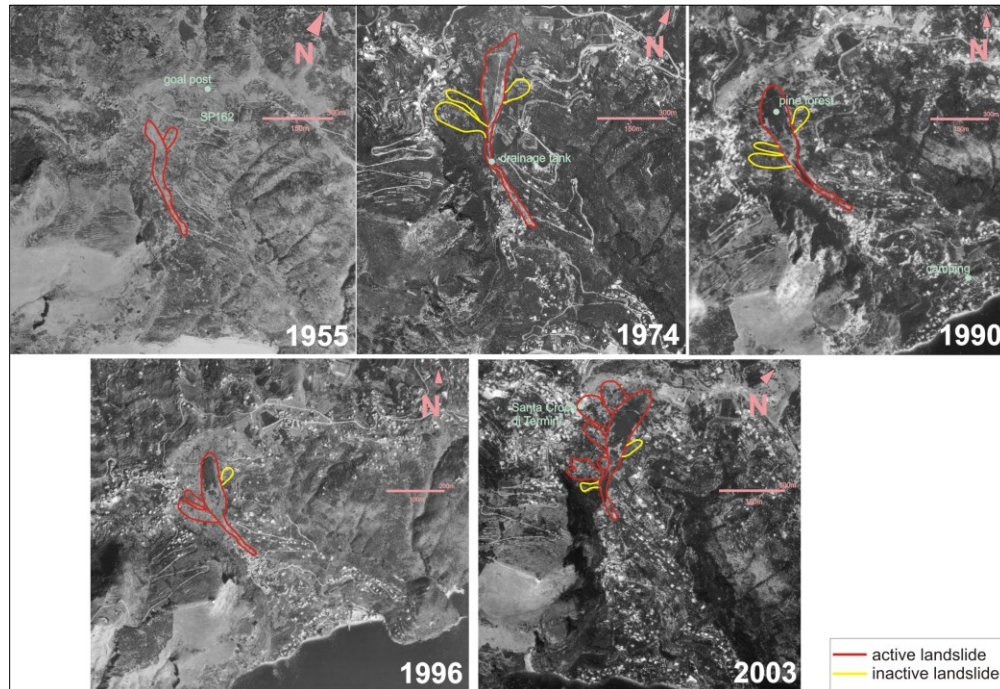 N
goal post
SP162
300m
150m
1955
N
300m
150m
drainage tank
1974
N
pine forest
300m
150m
camping
1990
N
300m
1996
Santa Croce
di Termini
N
300m
150m
2003
active landslide
inactive landslide